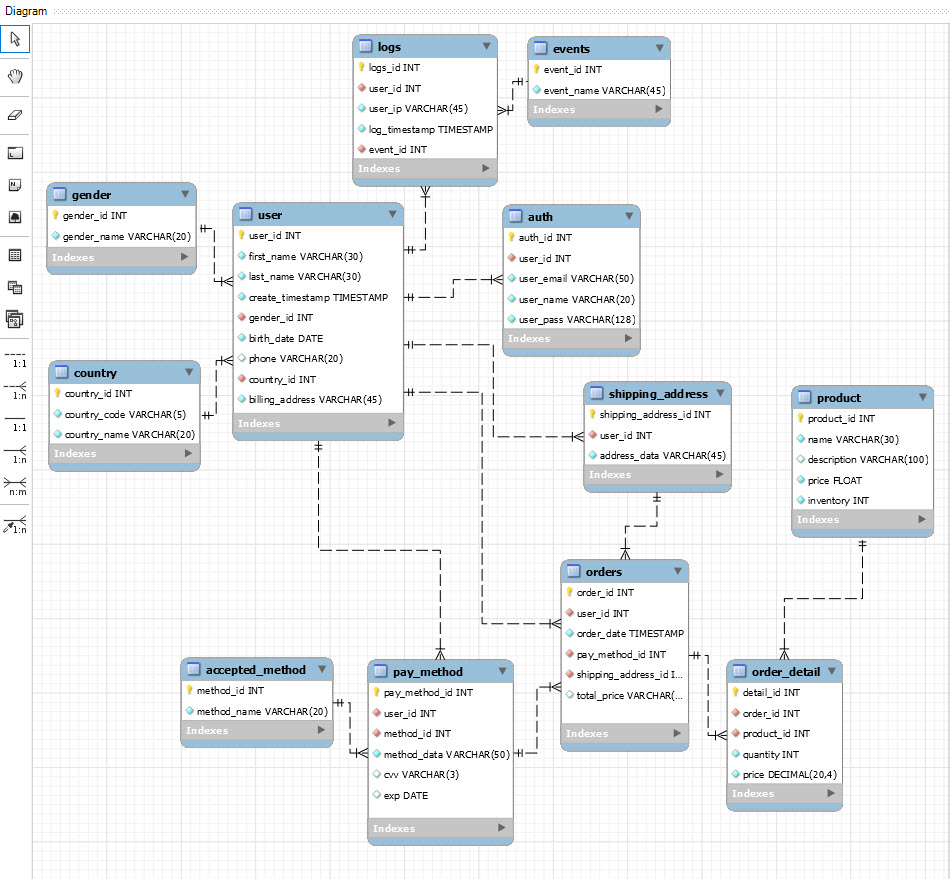 Diagram
logs
logs_id INT
user_id INT
user_ip VARCHAR(45)
log_timestamp TIMESTAMP
event_id INT
Indexes
events
event_id INT
event_name VARCHAR(45)
Indexes
gender
gender_id INT
gender_name VARCHAR(20)
Indexes
user
user_id INT
first_name VARCHAR(30)
last_name VARCHAR(30)
create_timestamp TIMESTAMP
gender_id INT
birth_date DATE
phone VARCHAR(20)
country_id INT
billing_address VARCHAR(45)
Indexes
auth
auth_id INT
user_id INT
user_email VARCHAR(50)
user_name VARCHAR(20)
user_pass VARCHAR(128)
Indexes
country
country_id INT
country_code VARCHAR(5)
country_name VARCHAR(20)
Indexes
shipping_address
shipping_address_id INT
user_id INT
address_data VARCHAR(45)
Indexes
product
product_id INT
name VARCHAR(30)
description VARCHAR(100)
price FLOAT
inventory INT
Indexes
orders
order_id INT
user_id INT
order_date TIMESTAMP
pay_method_id INT
shipping_address_id I...
total_price VARCHAR(...
Indexes
accepted_method
method_id INT
method_name VARCHAR(20)
Indexes
pay_method
pay_method_id INT
user_id INT
method_id INT
method_data VARCHAR(50)
cvv VARCHAR(3)
exp DATE
Indexes
order_detail
detail_id INT
order_id INT
product_id INT
quantity INT
price DECIMAL(20,4)
Indexes
N
1:1
1:n
1:1
1:n
n:m
1:n